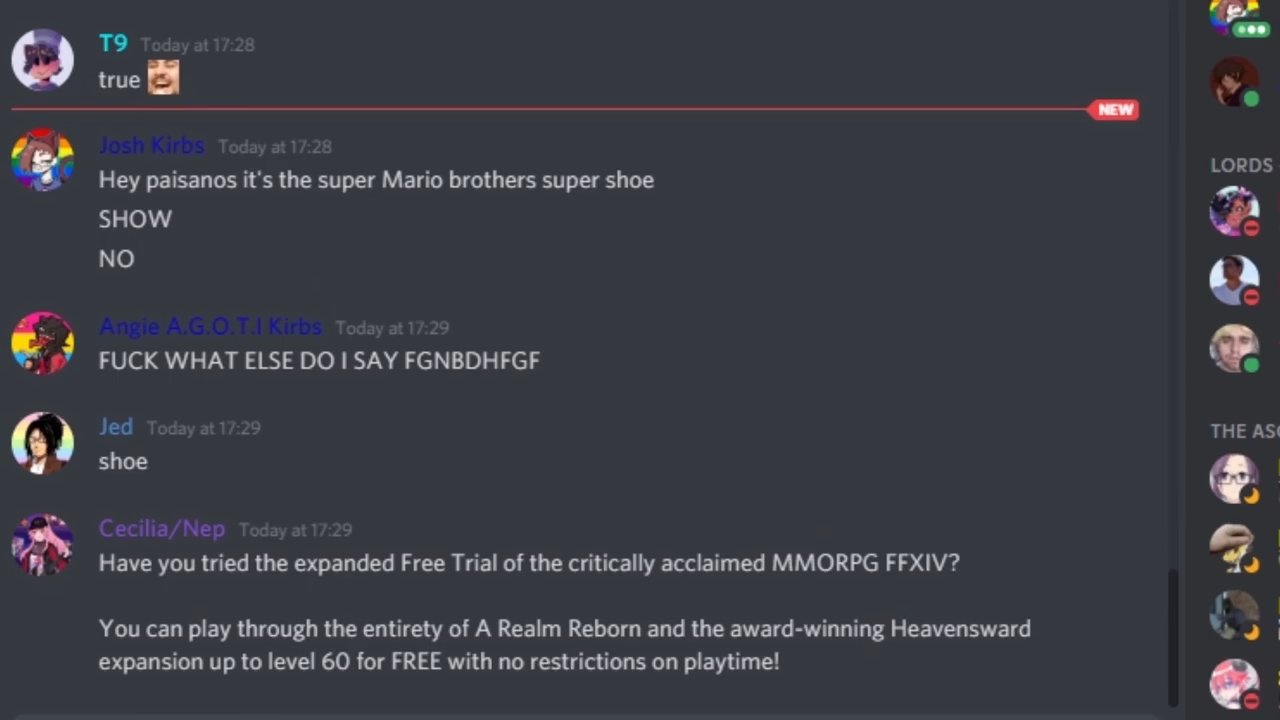 T9 Today at 17:28
true
NEW
Josh Kirbs Today at 17:28
Hey paisanos it's the super Mario brothers super shoe
SHOW
NO
Angie A.G.O.T.I Kirbs Today at 17:29
FUCK WHAT ELSE DO I SAY FGNBDHFGF
Jed Today at 17:29
shoe
Cecilia/Nep Today at 17:29
Have you tried the expanded Free Trial of the critically acclaimed MMORPG FFXIV?
You can play through the entirety of A Realm Reborn and the award-winning Heavensward
expansion up to level 60 for FREE with no restrictions on playtime!
LORDS
THE ASC